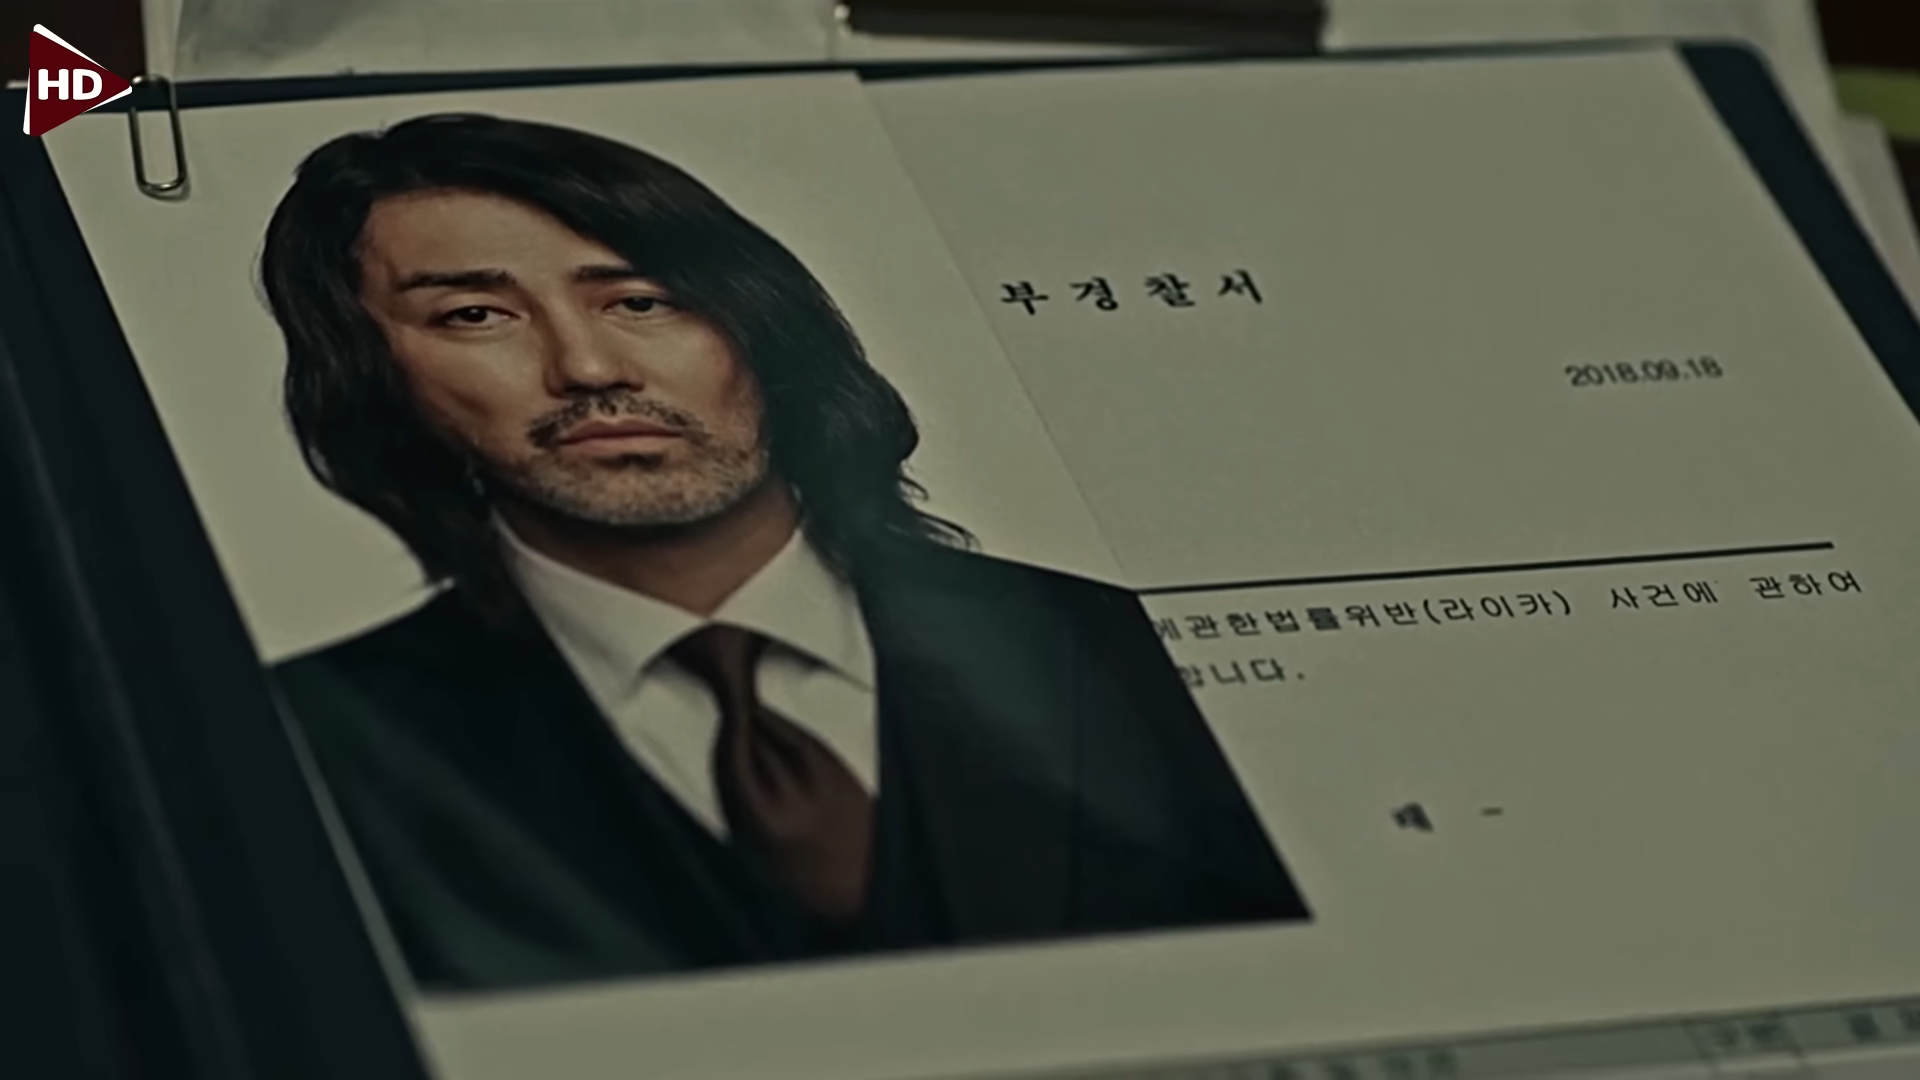 HD
부 경 찰 서
2018.09.18
에관한법률위반(라이카) 사건에 관하여
합니다.